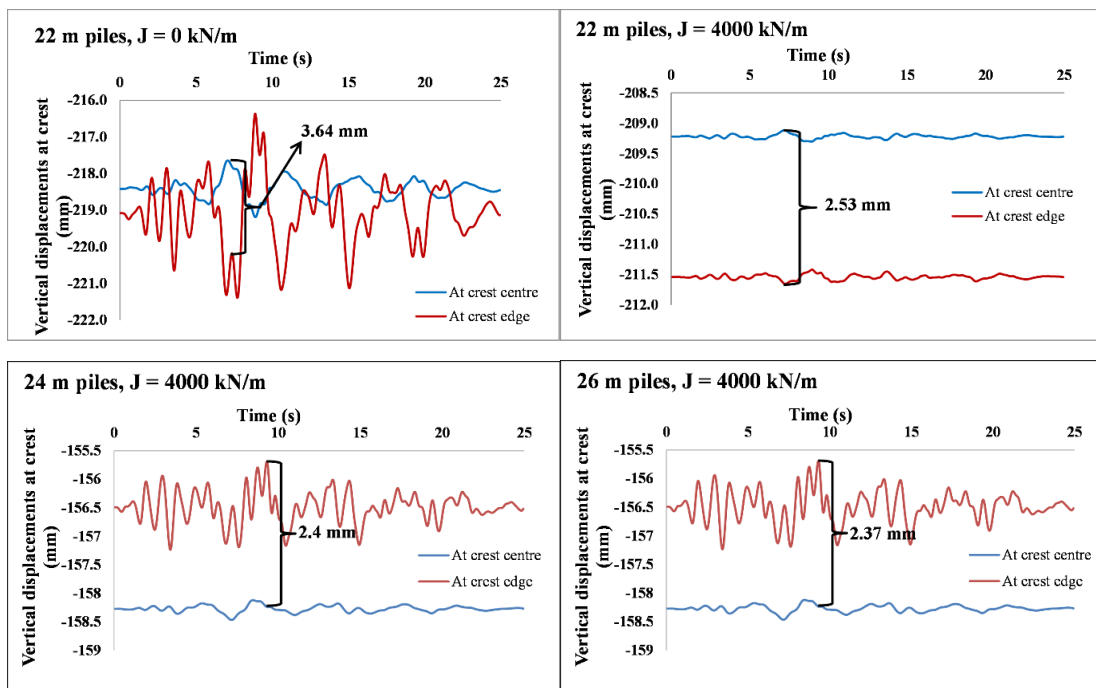 22 m piles, J = 0 kN/m
Time (s)
0 5 10 15 20 25
-216.0
-217.0
-218.0
-219.0
-220.0
-221.0
-222.0
Vertical displacements at crest
(mm)
3.64 mm
At crest centre
At crest edge
22 m piles, J = 4000 kN/m
Time (s)
0 5 10 15 20 25
-208.5
-209.0
-209.5
-210.0
-210.5
-211.0
-211.5
-212.0
Vertical displacements at crest
(mm)
2.53 mm
At crest centre
At crest edge
24 m piles, J = 4000 kN/m
Time (s)
0 5 10 15 20 25
-155.5
-156
-156.5
-157
-157.5
-158
-158.5
-159
Vertical displacements at crest
(mm)
2.4 mm
At crest centre
At crest edge
26 m piles, J = 4000 kN/m
Time (s)
0 5 10 15 20 25
-155.5
-156
-156.5
-157
-157.5
-158
-158.5
-159
Vertical displacements at crest
(mm)
2.37 mm
At crest centre
At crest edge